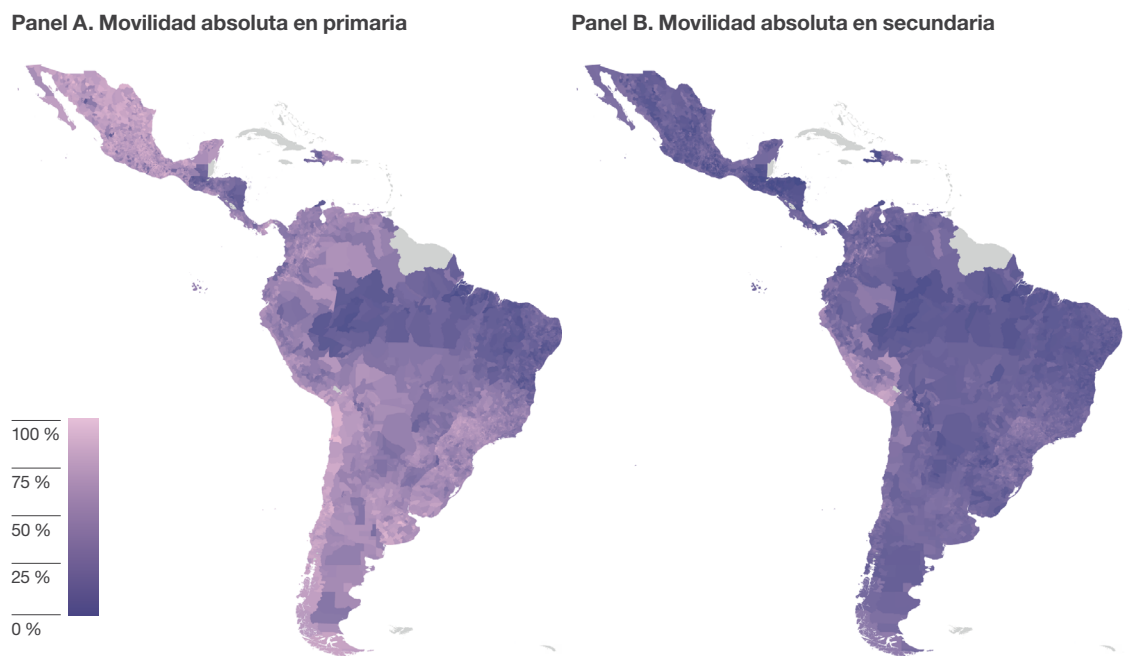 Panel A. Movilidad absoluta en primaria
Panel B. Movilidad absoluta en secundaria
100 %
75 %
50 %
25 %
0 %